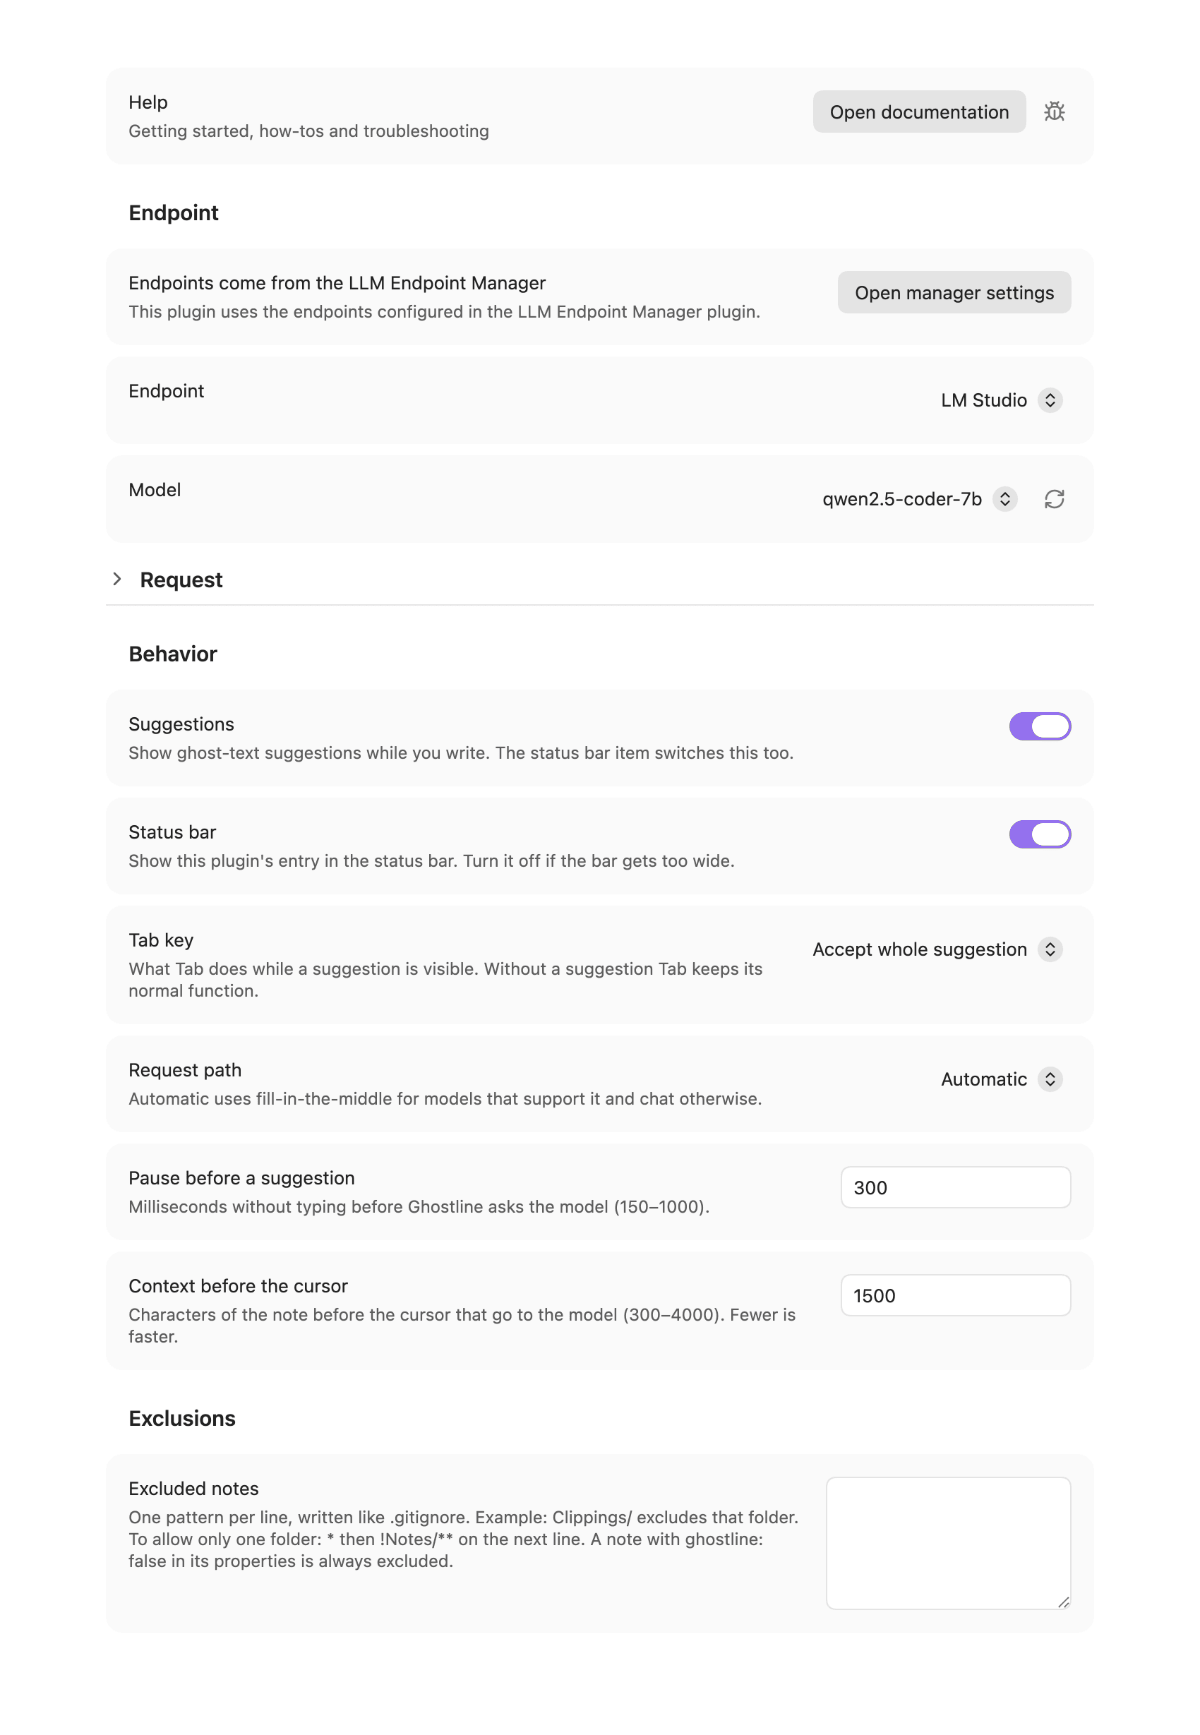 Help
Open documentation
Getting started, how-tos and troubleshooting
Endpoint
Endpoints come from the LLM Endpoint Manager
Open manager settings
This plugin uses the endpoints configured in the LLM Endpoint Manager plugin.
Endpoint
LM Studio
Model
qwen2.5-coder-7b
Request
Behavior
Suggestions
Show ghost-text suggestions while you write. The status bar item switches this too.
Status bar
Show this plugin's entry in the status bar. Turn it off if the bar gets too wide.
Tab key
Accept whole suggestion
What Tab does while a suggestion is visible. Without a suggestion Tab keeps its
normal function.
Request path
Automatic
Automatic uses fill-in-the-middle for models that support it and chat otherwise.
Pause before a suggestion
300
Milliseconds without typing before Ghostline asks the model (150–1000).
Context before the cursor
1500
Characters of the note before the cursor that go to the model (300–4000). Fewer is
faster.
Exclusions
Excluded notes
One pattern per line, written like .gitignore. Example: Clippings/ excludes that folder.
To allow only one folder: * then !Notes/** on the next line. A note with ghostline:
false in its properties is always excluded.